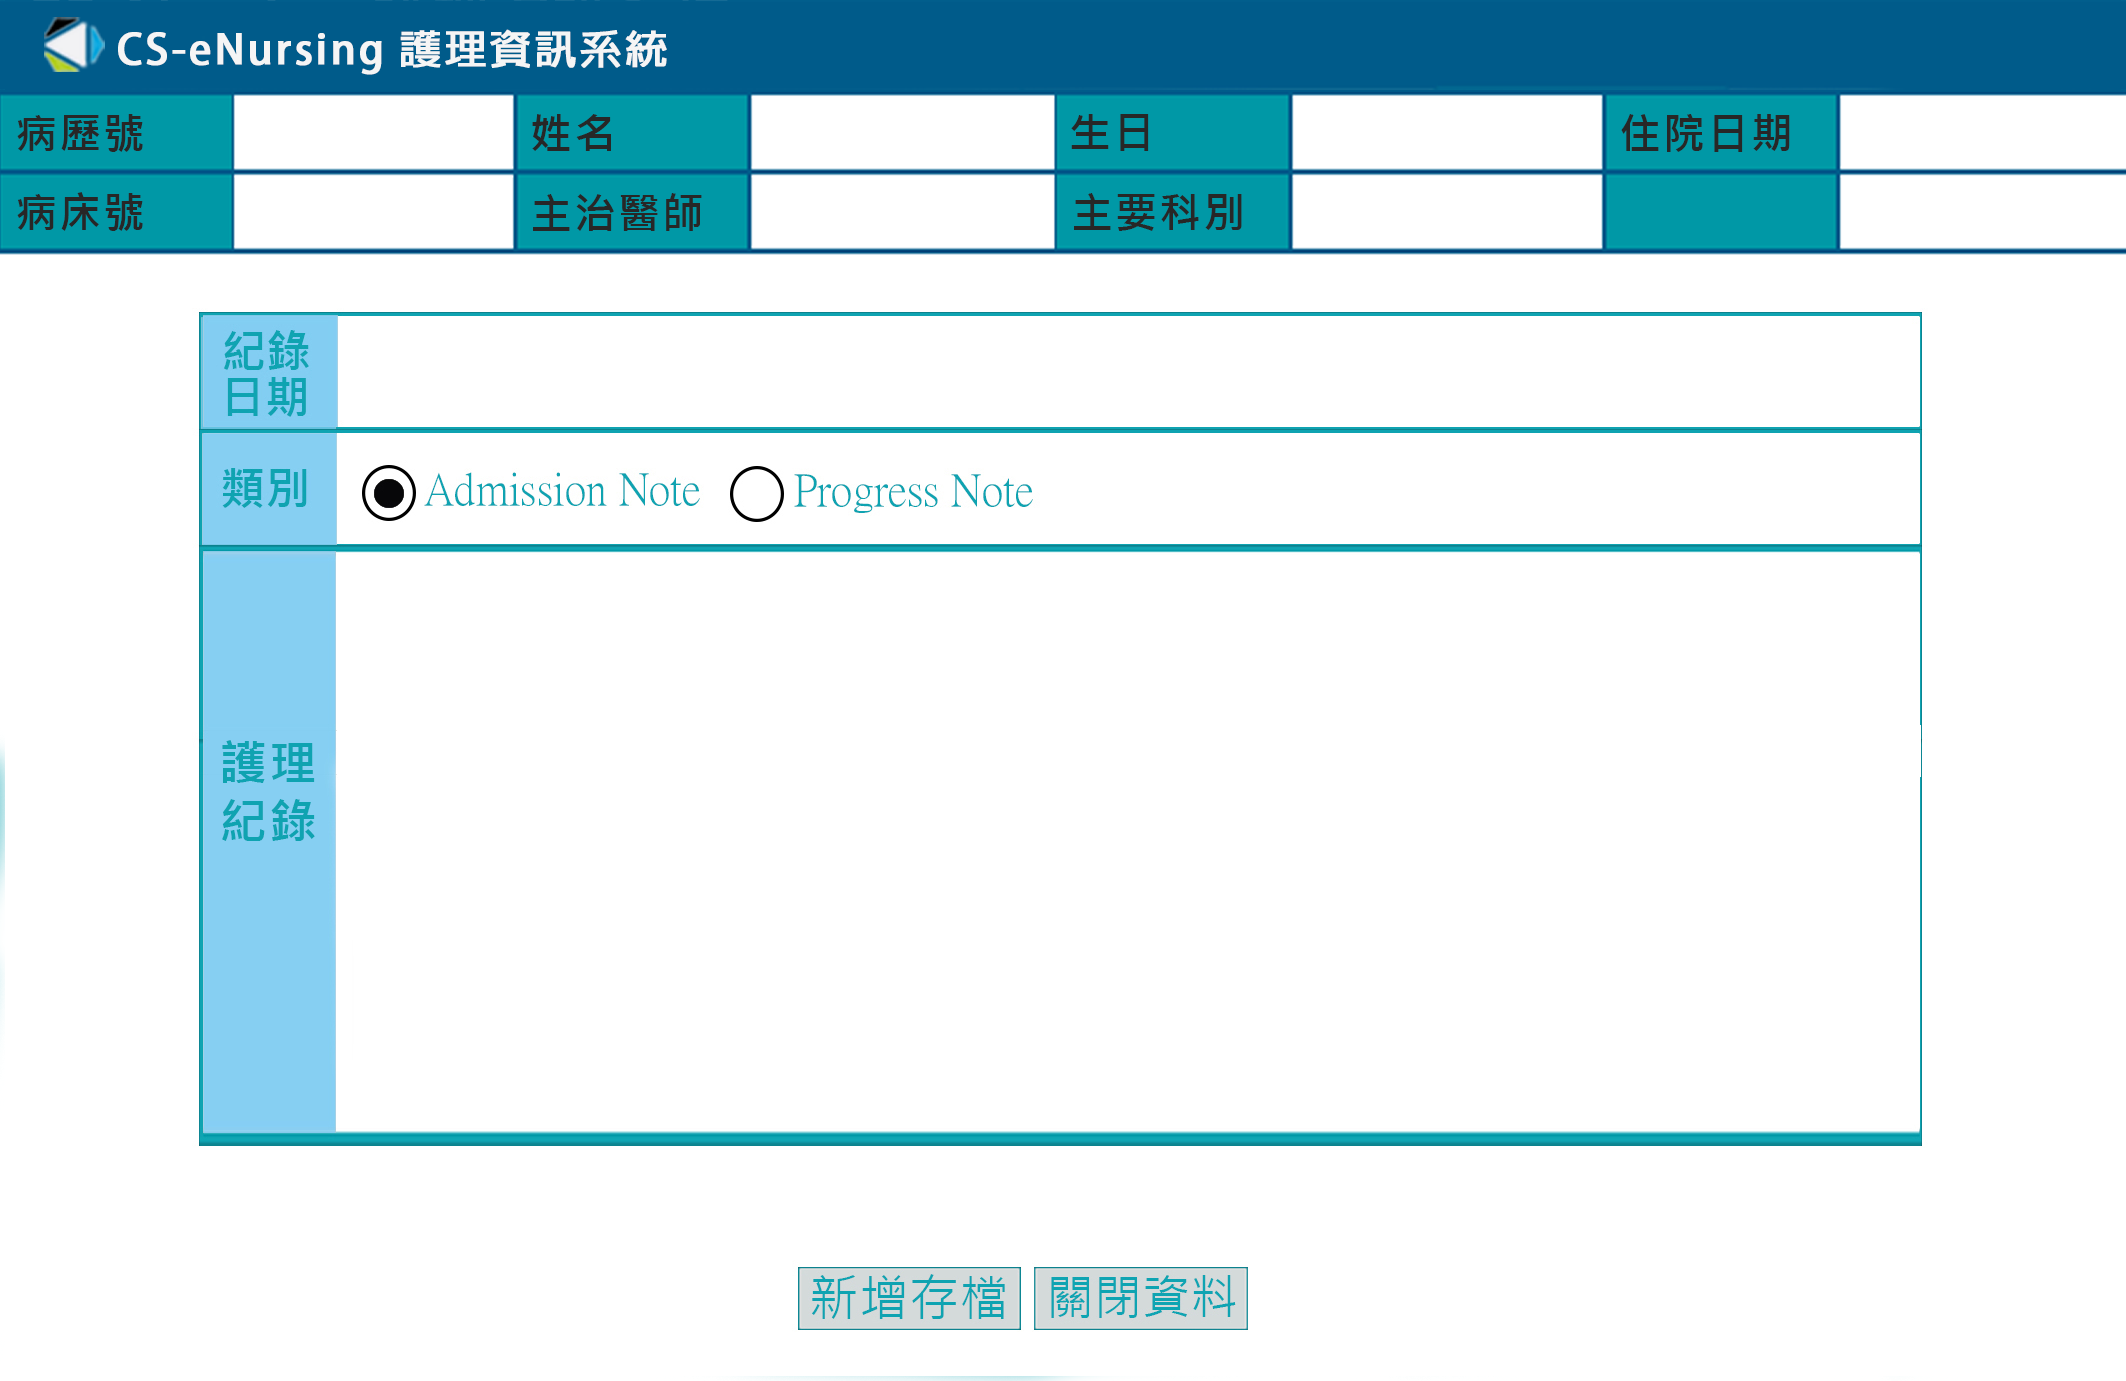 CS-eNursing 護理資訊系統
病歷號 姓名 生日 住院日期
病床號 主治醫師 主要科別
紀錄
日期
類別 Admission Note Progress Note
護理
紀錄
新增存檔 關閉資料